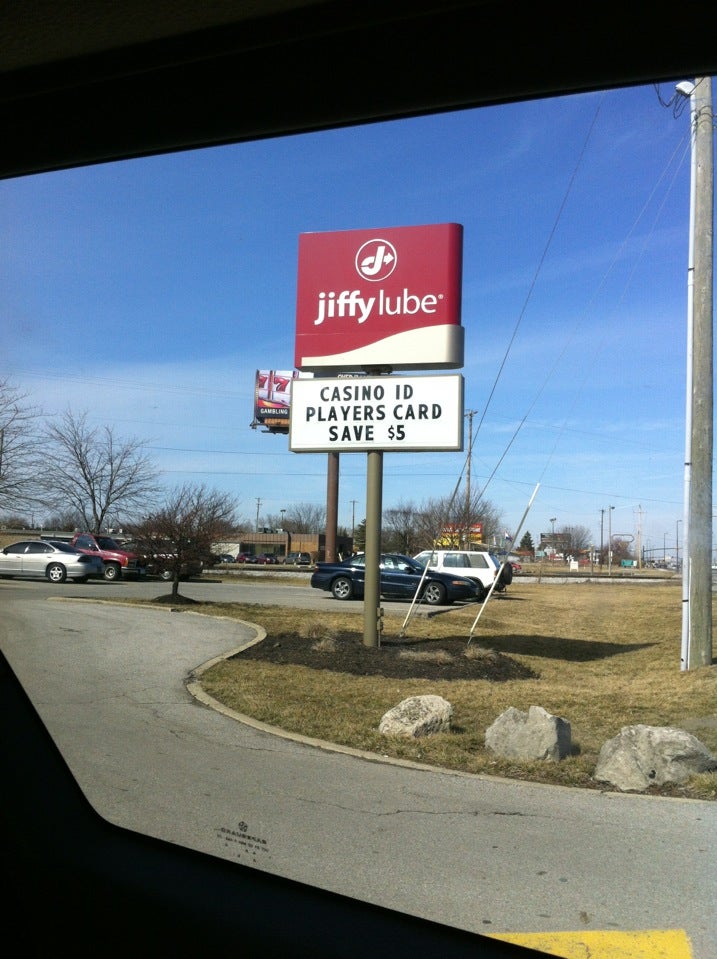 jiffy lube®
CASINO ID
PLAYERS CARD
SAVE $5
GAMBLING